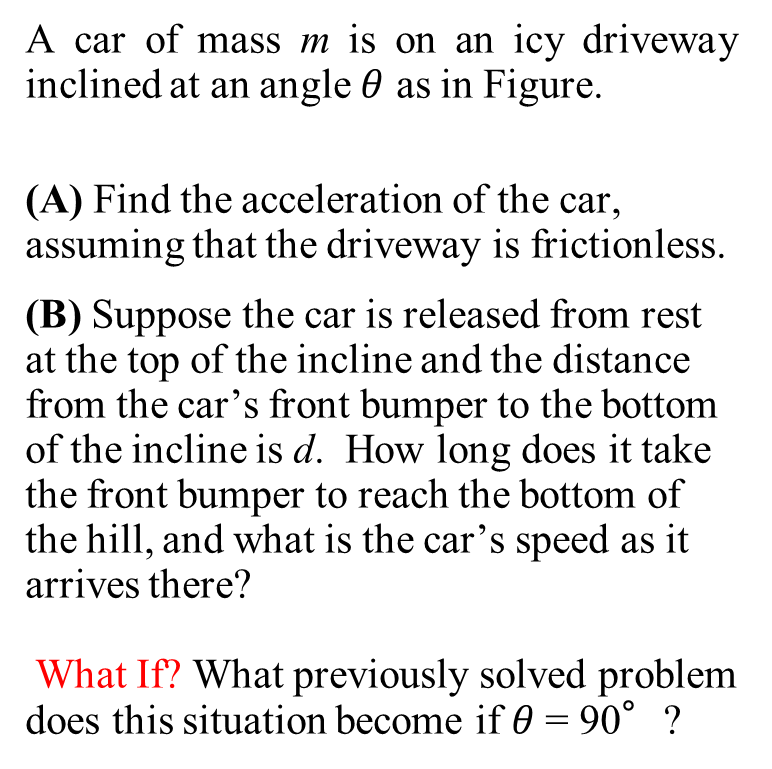 A car of mass m is on an icy driveway
inclined at an angle θ as in Figure.
(A) Find the acceleration of the car,
assuming that the driveway is frictionless.
(B) Suppose the car is released from rest
at the top of the incline and the distance
from the car’s front bumper to the bottom
of the incline is d. How long does it take
the front bumper to reach the bottom of
the hill, and what is the car’s speed as it
arrives there?
What If? What previously solved problem
does this situation become if θ = 90° ?